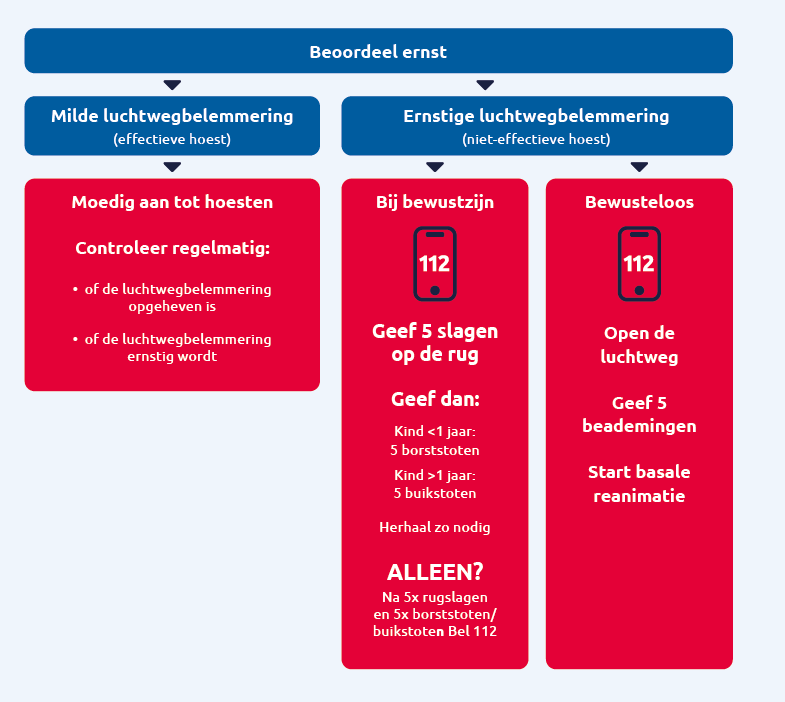 Beoordeel ernst
Milde luchtwegbelemmering
(effectieve hoest)
Ernstige luchtwegbelemmering
(niet-effectieve hoest)
Moedig aan tot hoesten
Controleer regelmatig:
• of de luchtwegbelemmering
opgeheven is
• of de luchtwegbelemmering
ernstig wordt
Bij bewustzijn
112
Geef 5 slagen
op de rug
Geef dan:
Kind <1 jaar:
5 borststoten
Kind >1 jaar:
5 buikstoten
Herhaal zo nodig
ALLEEN?
Na 5x rugslagen
en 5x borststoten/
buikstoten Bel 112
Bewusteloos
112
Open de
luchtweg
Geef 5
beademingen
Start basale
reanimatie